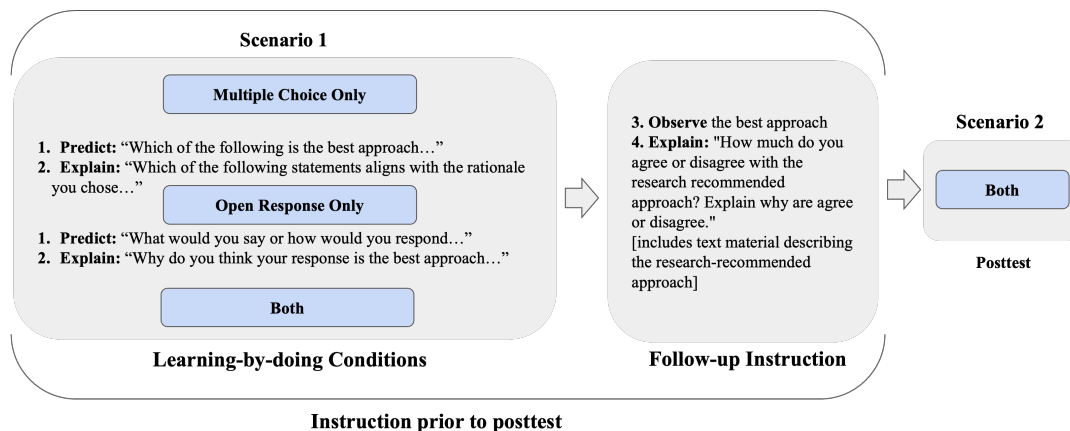 Scenario 1
Multiple Choice Only
1. Predict: “Which of the following is the best approach…”
2. Explain: “Which of the following statements aligns with the rationale
you chose…”
Open Response Only
1. Predict: “What would you say or how would you respond…”
2. Explain: “Why do you think your response is the best approach…”
Both
Learning-by-doing Conditions
3. Observe the best approach
4. Explain: "How much do you
agree or disagree with the
research recommended
approach? Explain why are agree
or disagree."
[includes text material describing
the research-recommended
approach]
Follow-up Instruction
Scenario 2
Both
Posttest
Instruction prior to posttest